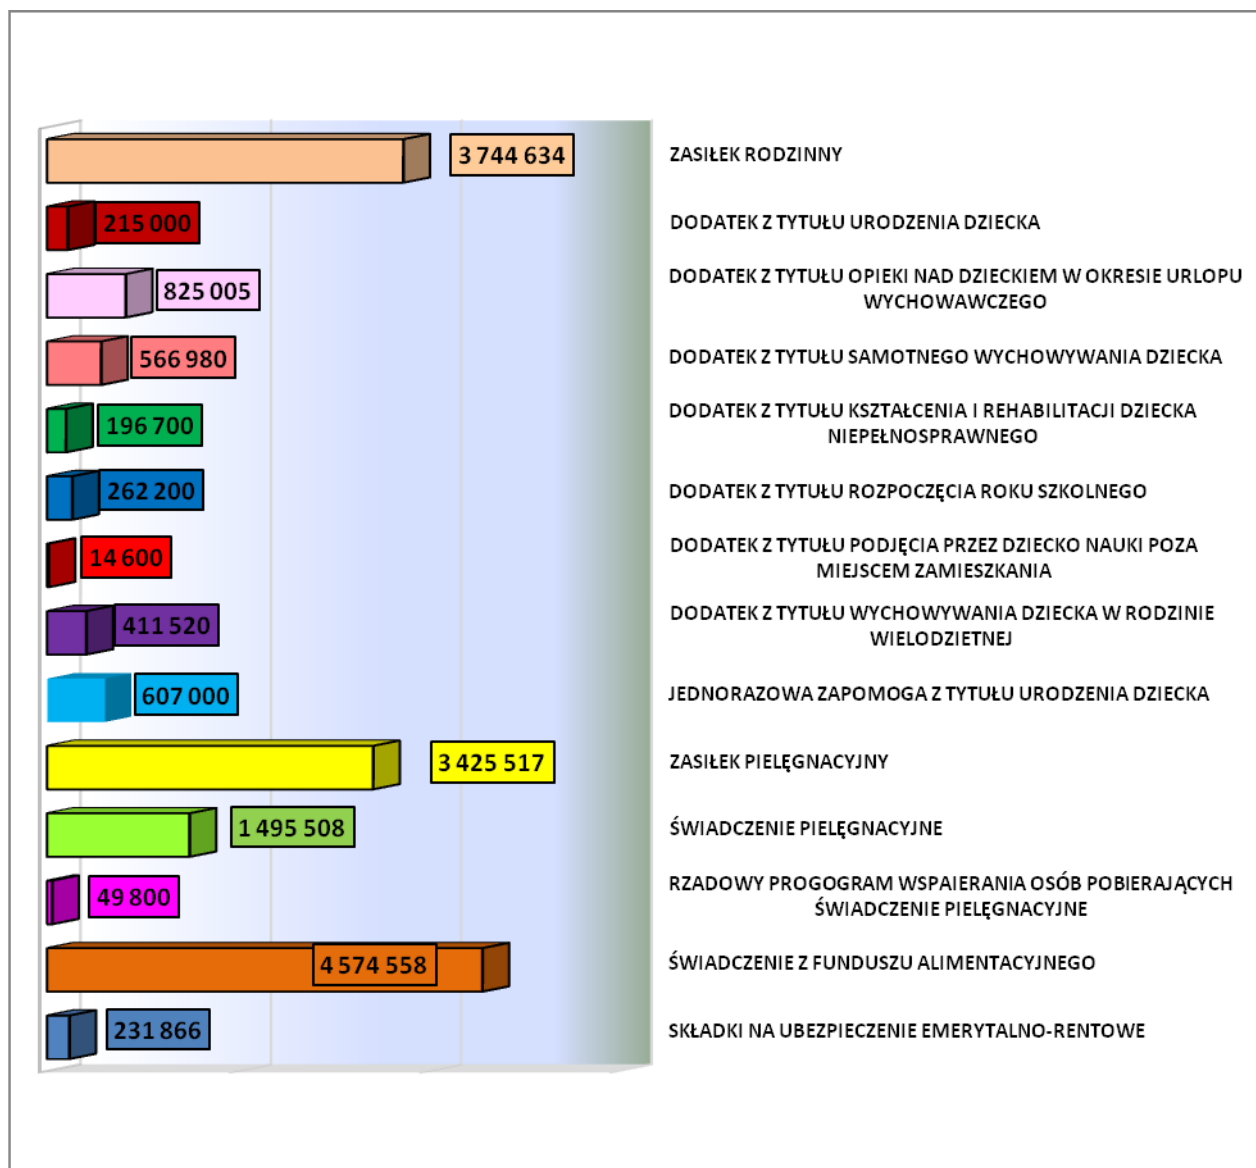 3 744 634
ZASIŁEK RODZINNY
215 000
DODATEK Z TYTUŁU URODZENIA DZIECKA
825 005
DODATEK Z TYTUŁU OPIEKI NAD DZIECKIEM W OKRESIE URLOPU
WYCHOWAWCZEGO
566 980
DODATEK Z TYTUŁU SAMOTNEGO WYCHOWYWANIA DZIECKA
196 700
DODATEK Z TYTUŁU KSZTAŁCENIA I REHABILITACJI DZIECKA
NIEPEŁNOSPRAWNEGO
262 200
DODATEK Z TYTUŁU ROZPOCZĘCIA ROKU SZKOLNEGO
14 600
DODATEK Z TYTUŁU PODJĘCIA PRZEZ DZIECKO NAUKI POZA
MIEJSCEM ZAMIESZKANIA
411 520
DODATEK Z TYTUŁU WYCHOWYWANIA DZIECKA W RODZINIE
WIELODZIETNEJ
607 000
JEDNORAZOWA ZAPOMOGA Z TYTUŁU URODZENIA DZIECKA
3 425 517
ZASIŁEK PIELĘGNACYJNY
1 495 508
ŚWIADCZENIE PIELĘGNACYJNE
49 800
RZADOWY PROGOGRAM WSPAIERANIA OSÓB POBIERAJĄCYCH
ŚWIADCZENIE PIELĘGNACYJNE
4 574 558
ŚWIADCZENIE Z FUNDUSZU ALIMENTACYJNEGO
231 866
SKŁADKI NA UBEZPIECZENIE EMERYTALNO-RENTOWE